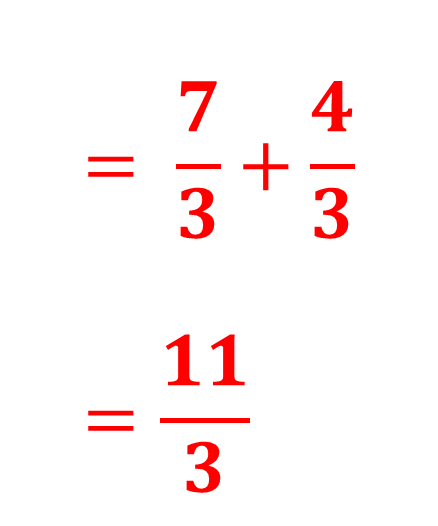 = 7/3 + 4/3
= 11/3